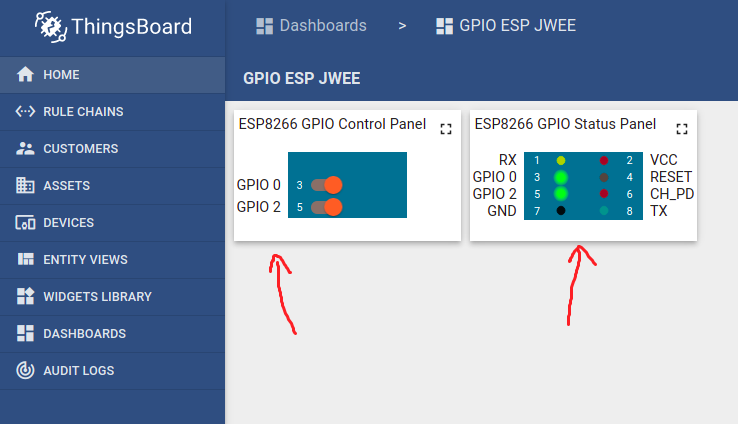 ThingsBoard
Dashboards > GPIO ESP JWEE
HOME
RULE CHAINS
CUSTOMERS
ASSETS
DEVICES
ENTITY VIEWS
WIDGETS LIBRARY
DASHBOARDS
AUDIT LOGS
GPIO ESP JWEE
ESP8266 GPIO Control Panel
GPIO 0 3
GPIO 2 5
ESP8266 GPIO Status Panel
RX 1 2 VCC
GPIO 0 3 4 RESET
GPIO 2 5 6 CH_PD
GND 7 8 TX